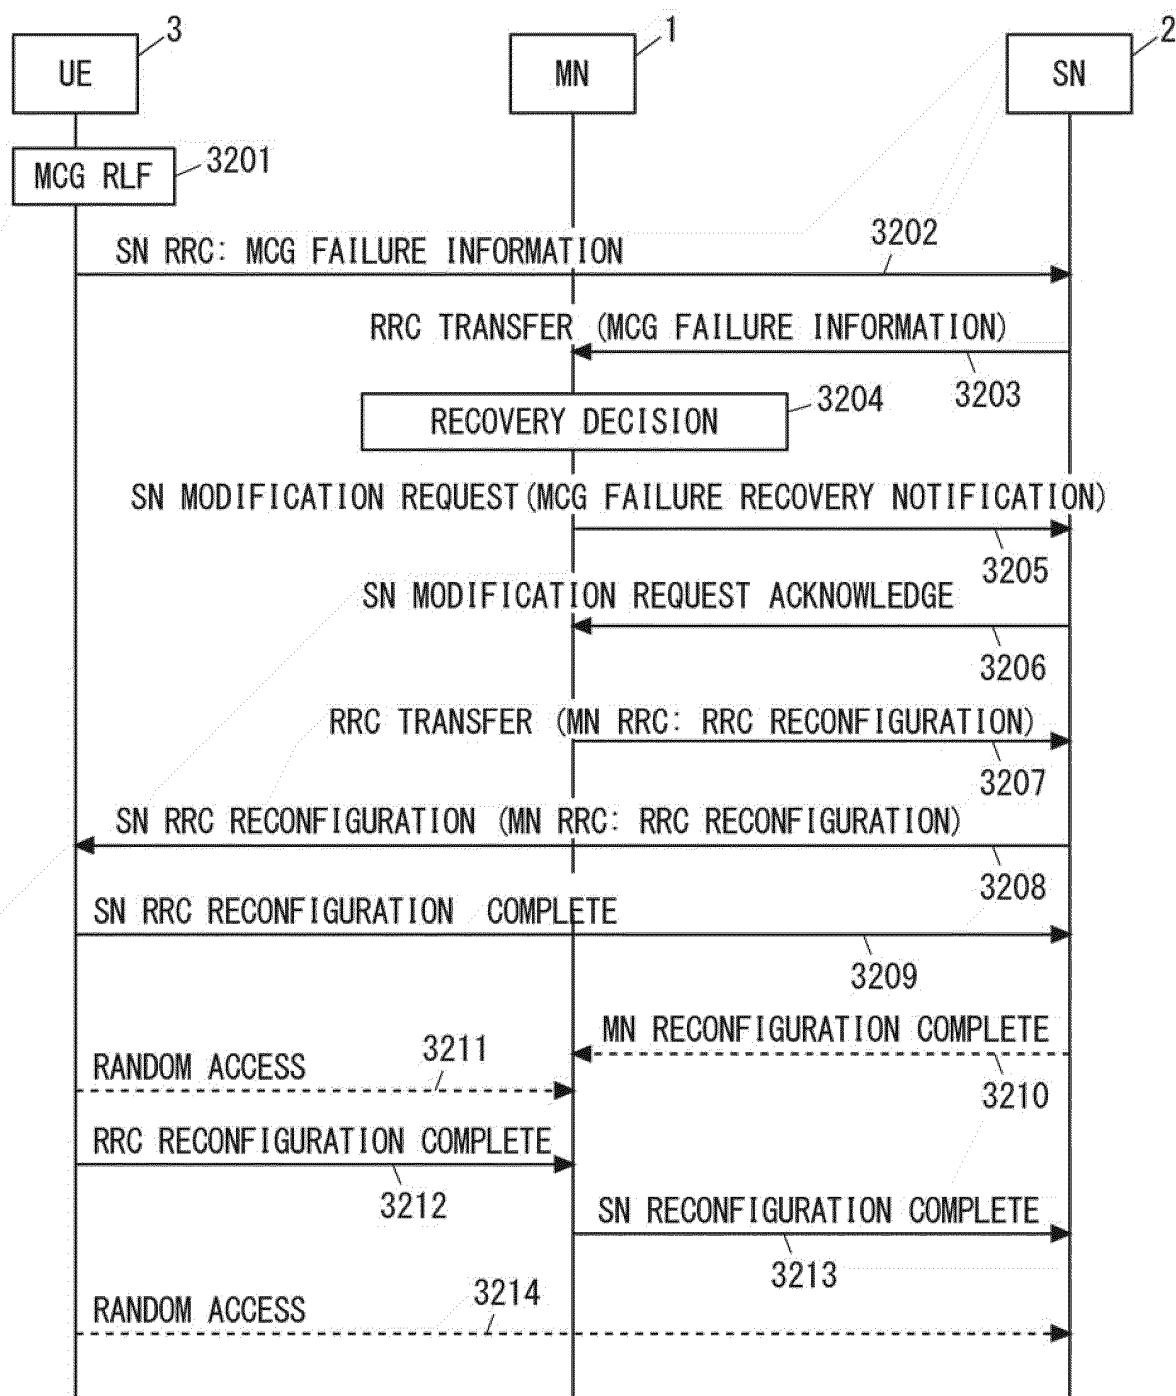 3
1
2
UE
MN
SN
MCG RLF
3201
SN RRC: MCG FAILURE INFORMATION
3202
RRC TRANSFER (MCG FAILURE INFORMATION)
3203
RECOVERY DECISION
3204
SN MODIFICATION REQUEST(MCG FAILURE RECOVERY NOTIFICATION)
3205
SN MODIFICATION REQUEST ACKNOWLEDGE
3206
RRC TRANSFER (MN RRC: RRC RECONFIGURATION)
3207
SN RRC RECONFIGURATION (MN RRC: RRC RECONFIGURATION)
3208
SN RRC RECONFIGURATION COMPLETE
3209
MN RECONFIGURATION COMPLETE
3210
RANDOM ACCESS
3211
RRC RECONFIGURATION COMPLETE
3212
SN RECONFIGURATION COMPLETE
3213
RANDOM ACCESS
3214